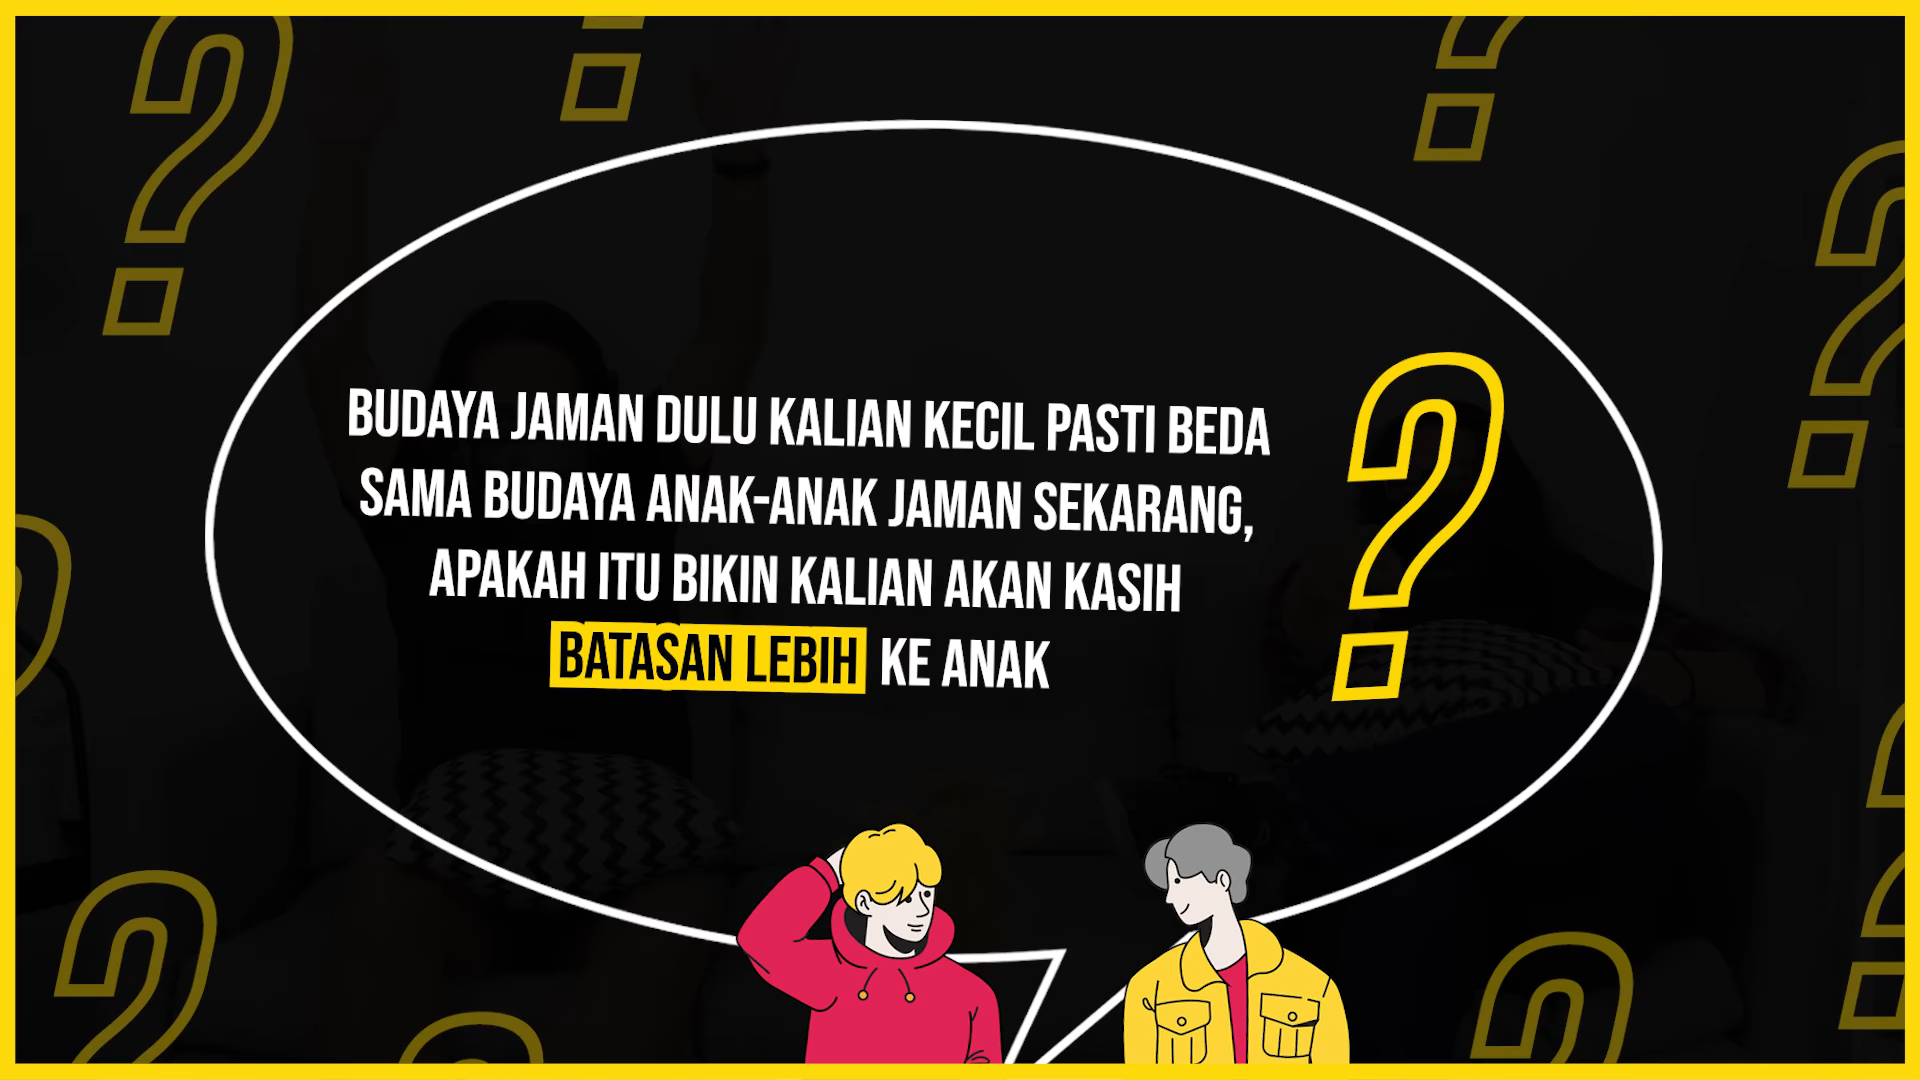 BUDAYA JAMAN DULU KALIAN KECIL PASTI BEDA
SAMA BUDAYA ANAK-ANAK JAMAN SEKARANG,
APAKAH ITU BIKIN KALIAN AKAN KASIH
BATASAN LEBIH KE ANAK
?